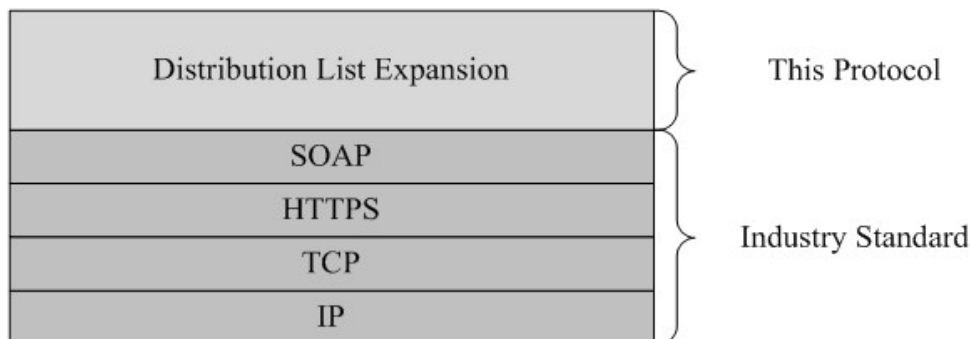 Distribution List Expansion
This Protocol
SOAP
HTTPS
TCP
IP
Industry Standard